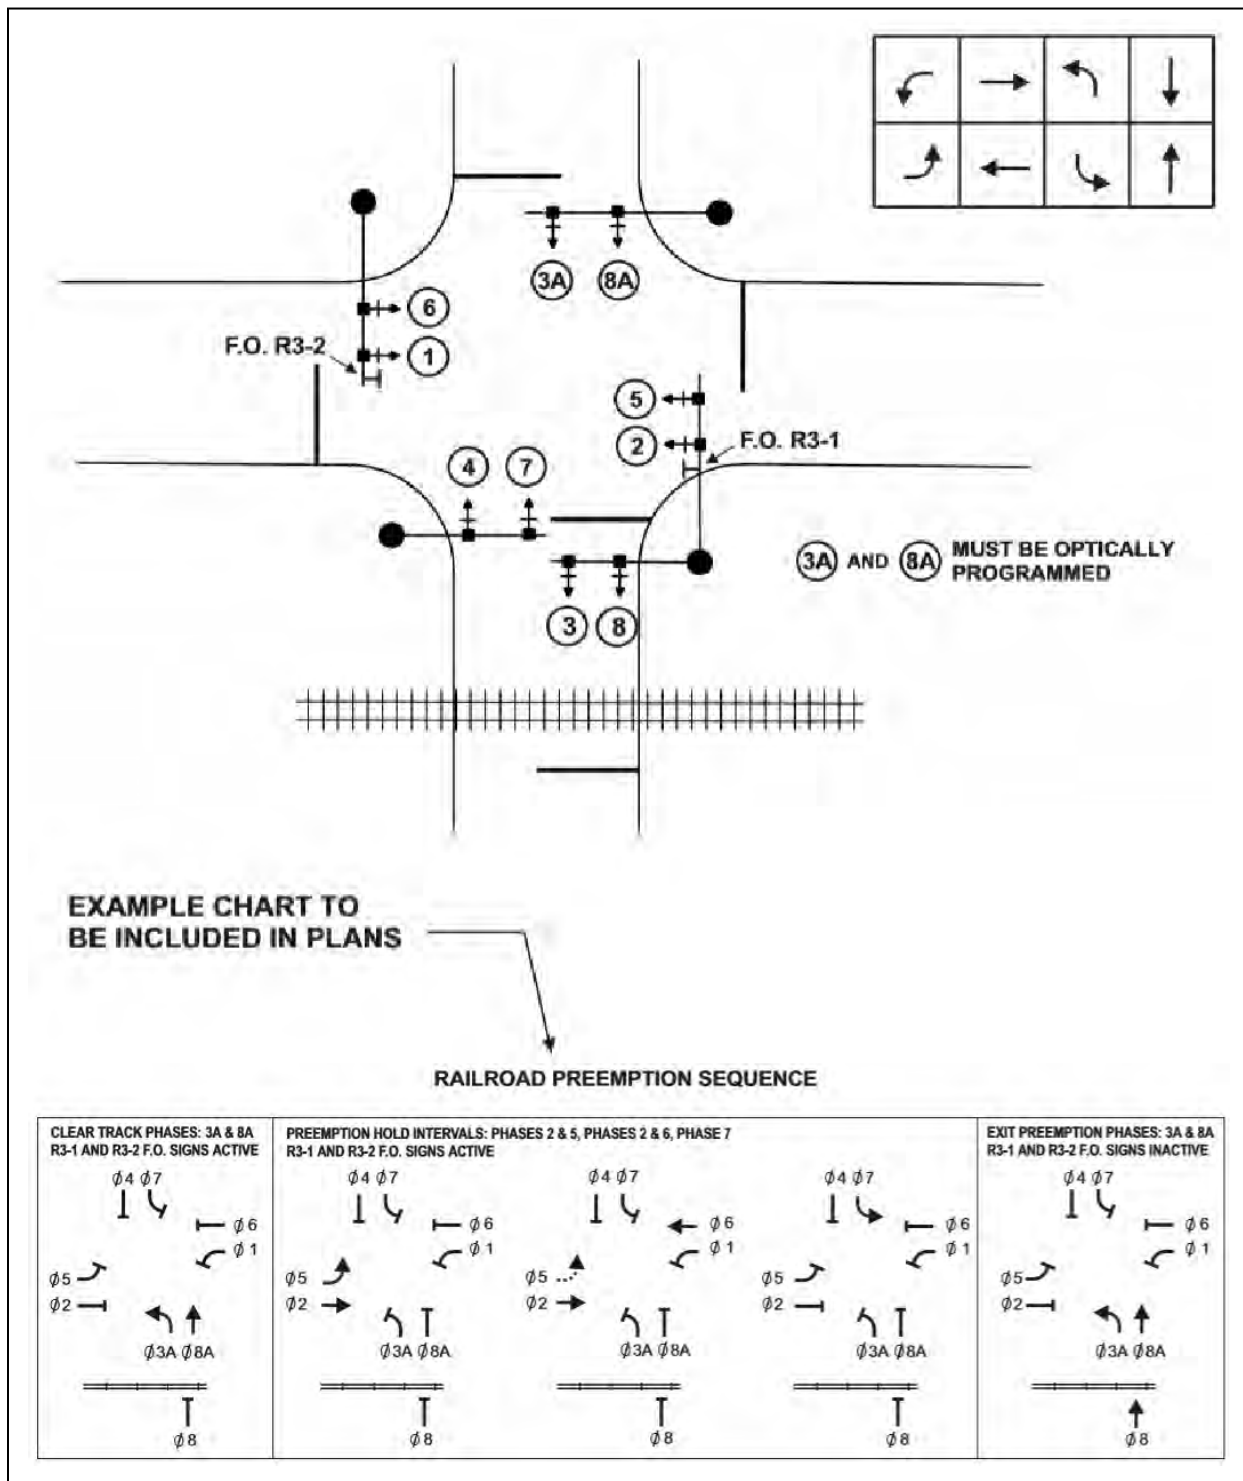 3A
8A
6
F.O. R3-2
1
5
2
F.O. R3-1
4
7
3A AND 8A MUST BE OPTICALLY
PROGRAMMED
3
8
EXAMPLE CHART TO
BE INCLUDED IN PLANS
RAILROAD PREEMPTION SEQUENCE
CLEAR TRACK PHASES: 3A & 8A
R3-1 AND R3-2 F.O. SIGNS ACTIVE
Ø4 Ø7
Ø6
Ø1
Ø5
Ø2
Ø3A Ø8A
Ø8
PREEMPTION HOLD INTERVALS: PHASES 2 & 5, PHASES 2 & 6, PHASE 7
R3-1 AND R3-2 F.O. SIGNS ACTIVE
Ø4 Ø7
Ø6
Ø1
Ø5
Ø2
Ø3A Ø8A
Ø8
Ø4 Ø7
Ø6
Ø1
Ø5
Ø2
Ø3A Ø8A
Ø8
Ø4 Ø7
Ø6
Ø1
Ø5
Ø2
Ø3A Ø8A
Ø8
EXIT PREEMPTION PHASES: 3A & 8A
R3-1 AND R3-2 F.O. SIGNS INACTIVE
Ø4 Ø7
Ø6
Ø1
Ø5
Ø2
Ø3A Ø8A
Ø8